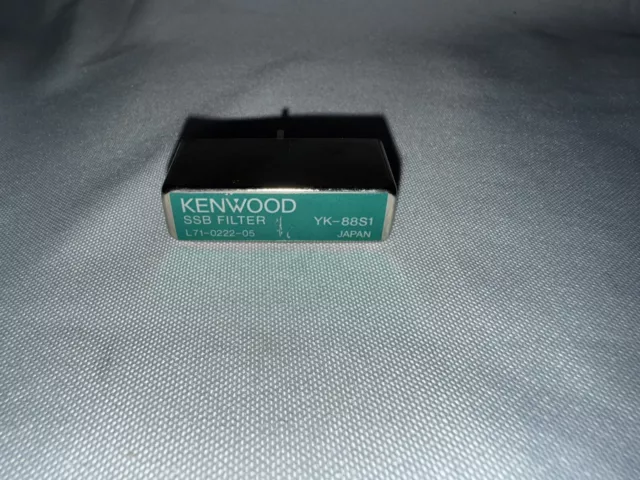 KENWOOD
SSB FILTER YK-88S1
L71-0222-05 JAPAN